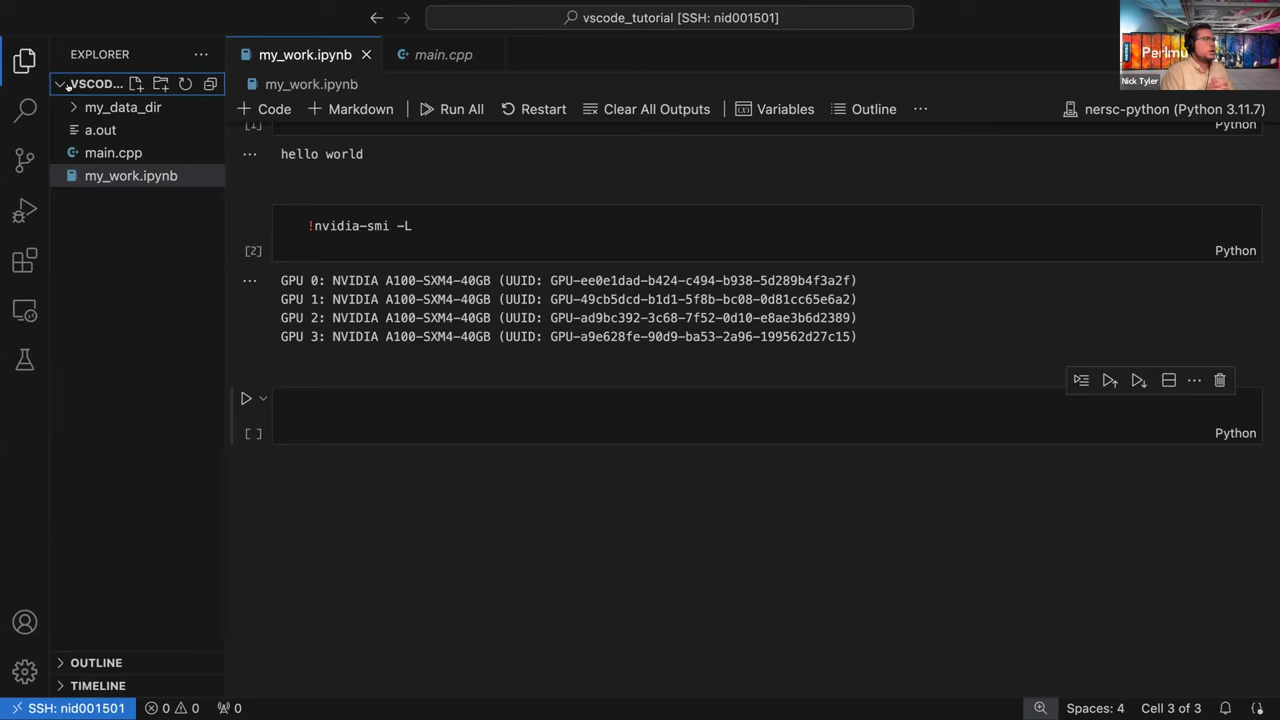 vscode_tutorial [SSH: nid001501]
Perlmu
Nick Tyler
EXPLORER
VSCOD...
my_data_dir
a.out
main.cpp
my_work.ipynb
OUTLINE
TIMELINE
my_work.ipynb
main.cpp
my_work.ipynb
Code
Markdown
Run All
Restart
Clear All Outputs
Variables
Outline
nersc-python (Python 3.11.7)
[1]
Python
hello world
!nvidia-smi -L
[2]
Python
GPU 0: NVIDIA A100-SXM4-40GB (UUID: GPU-ee0e1dad-b424-c494-b938-5d289b4f3a2f)
GPU 1: NVIDIA A100-SXM4-40GB (UUID: GPU-49cb5dcd-b1d1-5f8b-bc08-0d81cc65e6a2)
GPU 2: NVIDIA A100-SXM4-40GB (UUID: GPU-ad9bc392-3c68-7f52-0d10-e8ae3b6d2389)
GPU 3: NVIDIA A100-SXM4-40GB (UUID: GPU-a9e628fe-90d9-ba53-2a96-199562d27c15)
[ ]
Python
SSH: nid001501
0
0
0
Spaces: 4
Cell 3 of 3